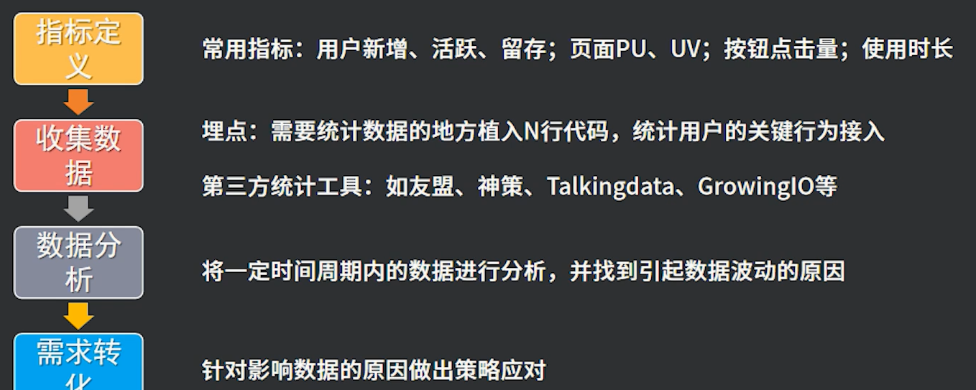 指标定
义
常用指标：用户新增、活跃、留存；页面PU、UV；按钮点击量；使用时长
收集数
据
埋点：需要统计数据的地方植入N行代码，统计用户的关键行为接入
第三方统计工具：如友盟、神策、Talkingdata、GrowingIO等
数据分
析
将一定时间周期内的数据进行分析，并找到引起数据波动的原因
需求转
化
针对影响数据的原因做出策略应对